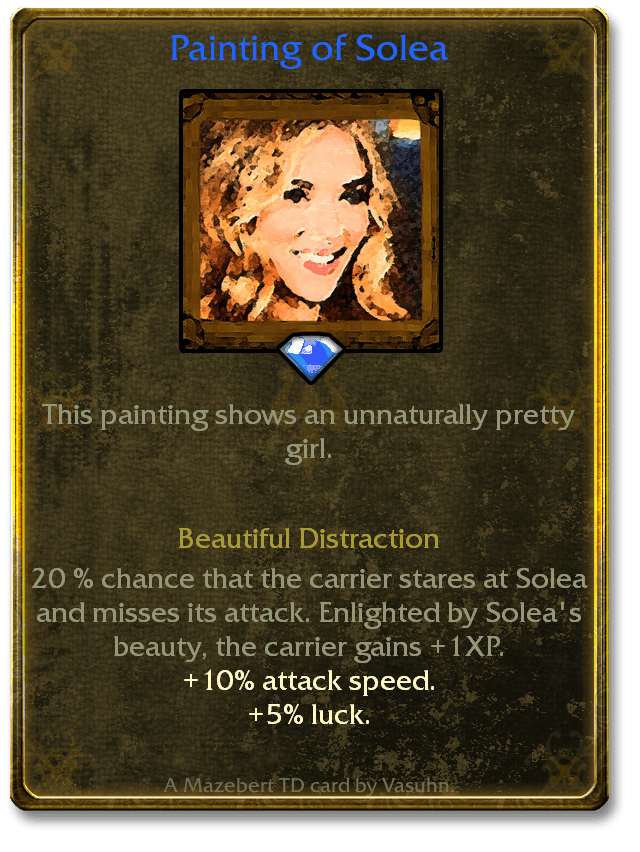 Painting of Solea
This painting shows an unnaturally pretty
girl.
Beautiful Distraction
20 % chance that the carrier stares at Solea
and misses its attack. Enlighted by Solea's
beauty, the carrier gains +1XP.
+10% attack speed.
+5% luck.
A Mazebert TD card by Vasuhn.